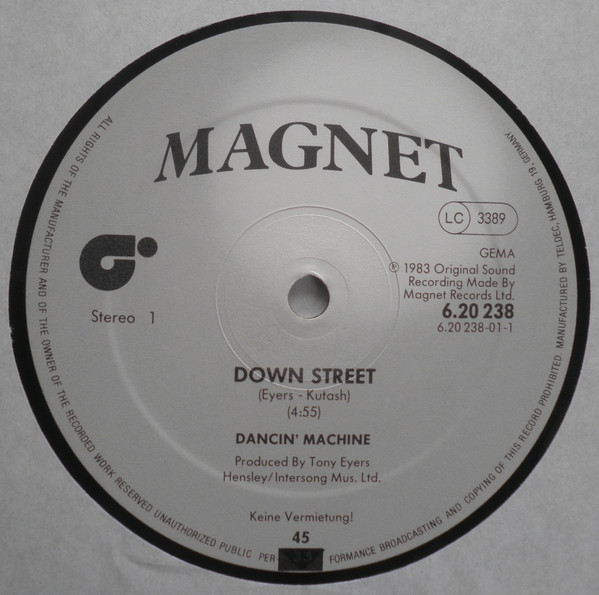 MAGNET
LC 3389
GEMA
℗ 1983 Original Sound
Recording Made By
Magnet Records Ltd.
6.20 238
6.20 238-01-1
Stereo 1
DOWN STREET
(Eyers - Kutash)
(4:55)
DANCIN' MACHINE
Produced By Tony Eyers
Hensley/Intersong Mus. Ltd.
Keine Vermietung!
45
ALL RIGHTS OF THE MANUFACTURER AND OF THE OWNER OF THE RECORDED WORK RESERVED UNAUTHORIZED PUBLIC PER- FORMANCE BROADCASTING AND COPYING OF THIS RECORD PROHIBITED. MANUFACTURED BY TELDEC, HAMBURG 19, GERMANY